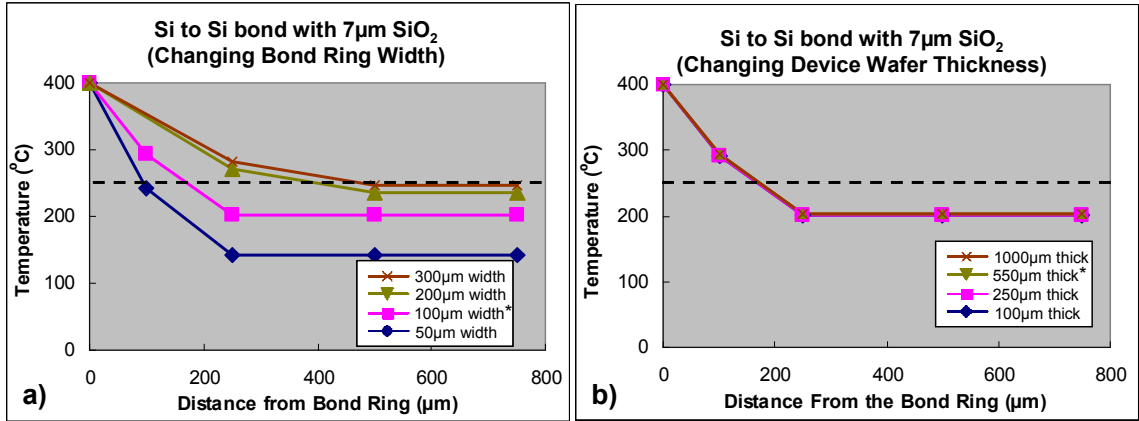 Si to Si bond with 7µm SiO₂
(Changing Bond Ring Width)
Temperature (°C)
400
300
200
100
0
300µm width
200µm width
100µm width*
50µm width
0 200 400 600 800
a)
Distance from Bond Ring (µm)
Si to Si bond with 7µm SiO₂
(Changing Device Wafer Thickness)
Temperature (°C)
400
300
200
100
0
1000µm thick
550µm thick*
250µm thick
100µm thick
0 200 400 600 800
b)
Distance From the Bond Ring (µm)